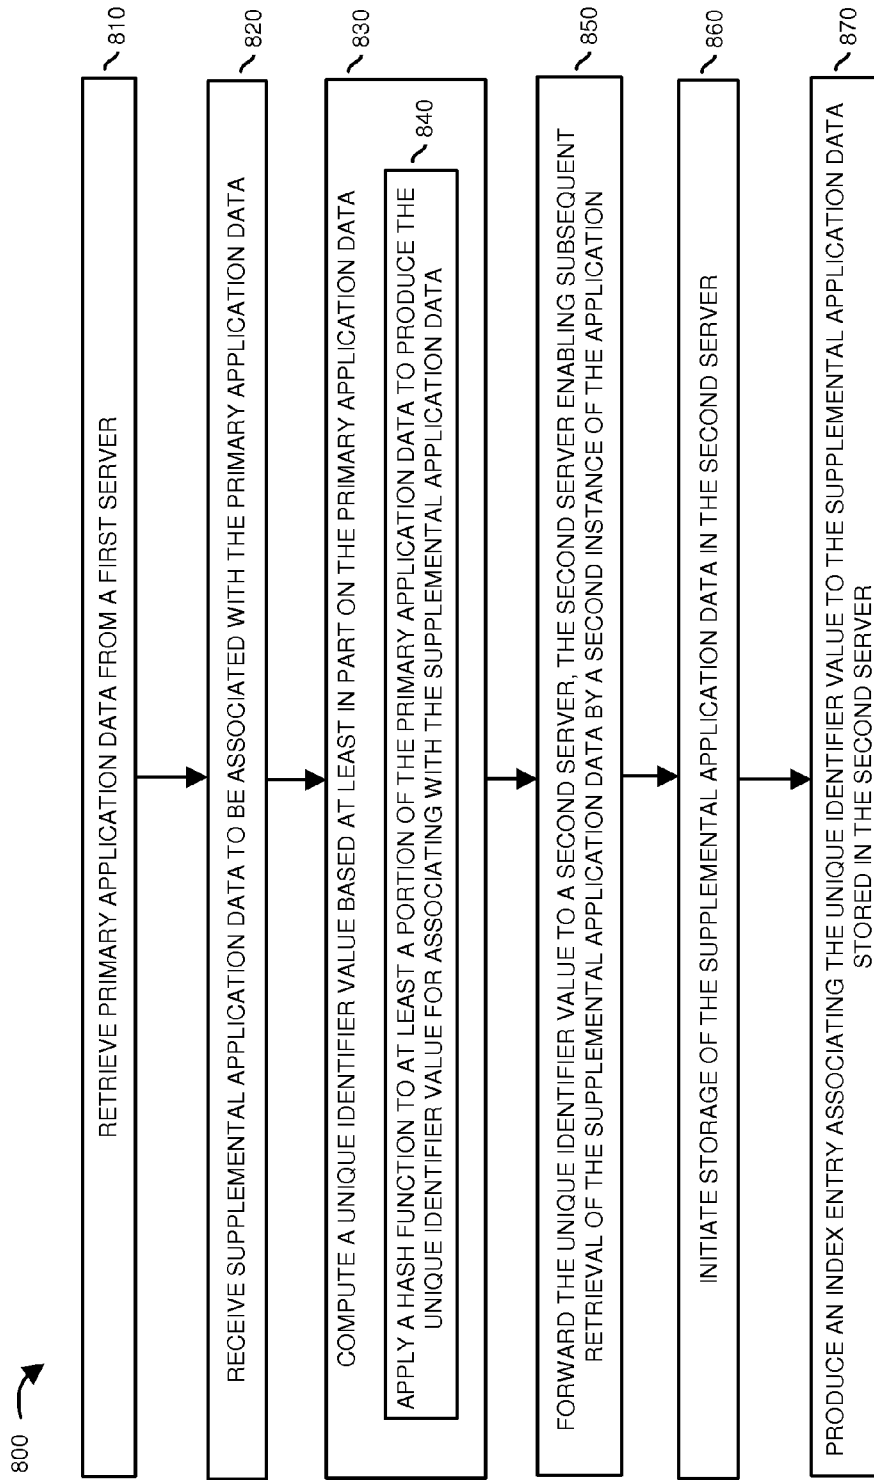 800
RETRIEVE PRIMARY APPLICATION DATA FROM A FIRST SERVER
810
RECEIVE SUPPLEMENTAL APPLICATION DATA TO BE ASSOCIATED WITH THE PRIMARY APPLICATION DATA
820
COMPUTE A UNIQUE IDENTIFIER VALUE BASED AT LEAST IN PART ON THE PRIMARY APPLICATION DATA
830
APPLY A HASH FUNCTION TO AT LEAST A PORTION OF THE PRIMARY APPLICATION DATA TO PRODUCE THE
UNIQUE IDENTIFIER VALUE FOR ASSOCIATING WITH THE SUPPLEMENTAL APPLICATION DATA
840
FORWARD THE UNIQUE IDENTIFIER VALUE TO A SECOND SERVER, THE SECOND SERVER ENABLING SUBSEQUENT
RETRIEVAL OF THE SUPPLEMENTAL APPLICATION DATA BY A SECOND INSTANCE OF THE APPLICATION
850
INITIATE STORAGE OF THE SUPPLEMENTAL APPLICATION DATA IN THE SECOND SERVER
860
PRODUCE AN INDEX ENTRY ASSOCIATING THE UNIQUE IDENTIFIER VALUE TO THE SUPPLEMENTAL APPLICATION DATA
STORED IN THE SECOND SERVER
870